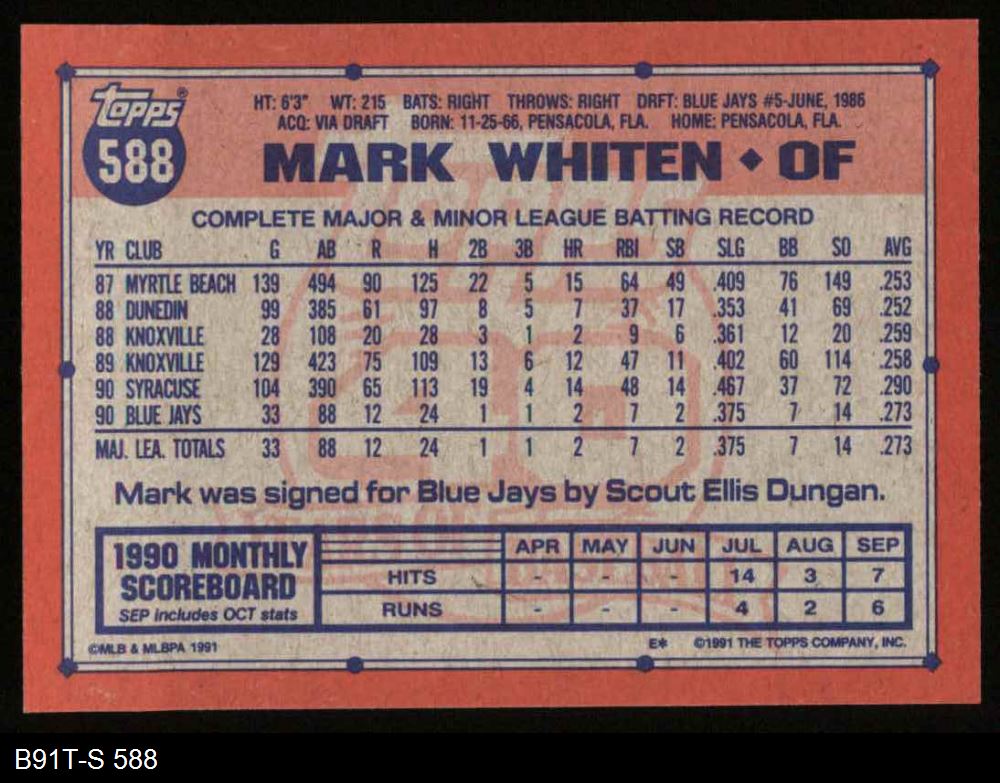 topps®
588
HT: 6'3" WT: 215 BATS: RIGHT THROWS: RIGHT DRFT: BLUE JAYS #5-JUNE, 1986
ACQ: VIA DRAFT BORN: 11-25-66, PENSACOLA, FLA. HOME: PENSACOLA, FLA.
MARK WHITEN ◆ OF
COMPLETE MAJOR & MINOR LEAGUE BATTING RECORD
YR CLUB G AB R H 2B 3B HR RBI SB SLG BB SO AVG
87 MYRTLE BEACH 139 494 90 125 22 5 15 64 49 .409 76 149 .253
88 DUNEDIN 99 385 61 97 8 5 7 37 17 .353 41 69 .252
88 KNOXVILLE 28 108 20 28 3 1 2 9 6 .361 12 20 .259
89 KNOXVILLE 129 423 75 109 13 6 12 47 11 .402 60 114 .258
90 SYRACUSE 104 390 65 113 19 4 14 48 14 .467 37 72 .290
90 BLUE JAYS 33 88 12 24 1 1 2 7 2 .375 7 14 .273
MAJ. LEA. TOTALS 33 88 12 24 1 1 2 7 2 .375 7 14 .273
Mark was signed for Blue Jays by Scout Ellis Dungan.
1990 MONTHLY SCOREBOARD
SEP includes OCT stats
APR MAY JUN JUL AUG SEP
HITS - - - 14 3 7
RUNS - - - 4 2 6
©MLB & MLBPA 1991 E* ©1991 THE TOPPS COMPANY, INC.
B91T-S 588